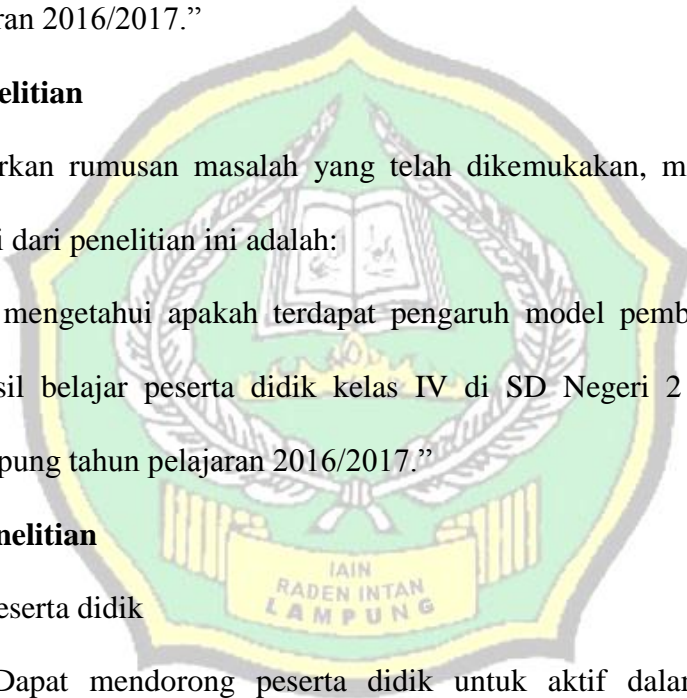 ran 2016/2017.”
elitian
rkan rumusan masalah yang telah dikemukakan, m
i dari penelitian ini adalah:
mengetahui apakah terdapat pengaruh model pemb
sil belajar peserta didik kelas IV di SD Negeri 2
pung tahun pelajaran 2016/2017.”
nelitian
IAIN
RADEN INTAN
LAMPUNG
eserta didik
Dapat mendorong peserta didik untuk aktif dalam